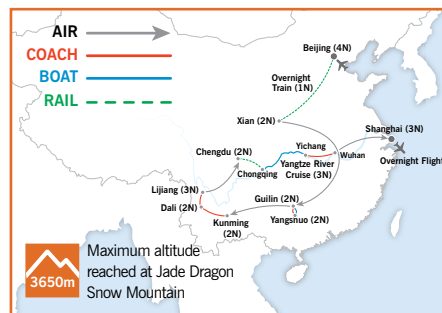 AIR
COACH
BOAT
RAIL
Beijing (4N)
Overnight
Train (1N)
Xian (2N)
Shanghai (3N)
Chengdu (2N)
Yichang
Wuhan
Overnight Flight
Chongqing
Yangtze River
Cruise (3N)
Lijiang (3N)
Guilin (2N)
Dali (2N)
Yangsuo (2N)
Kunming
(2N)
3650m
Maximum altitude
reached at Jade Dragon
Snow Mountain